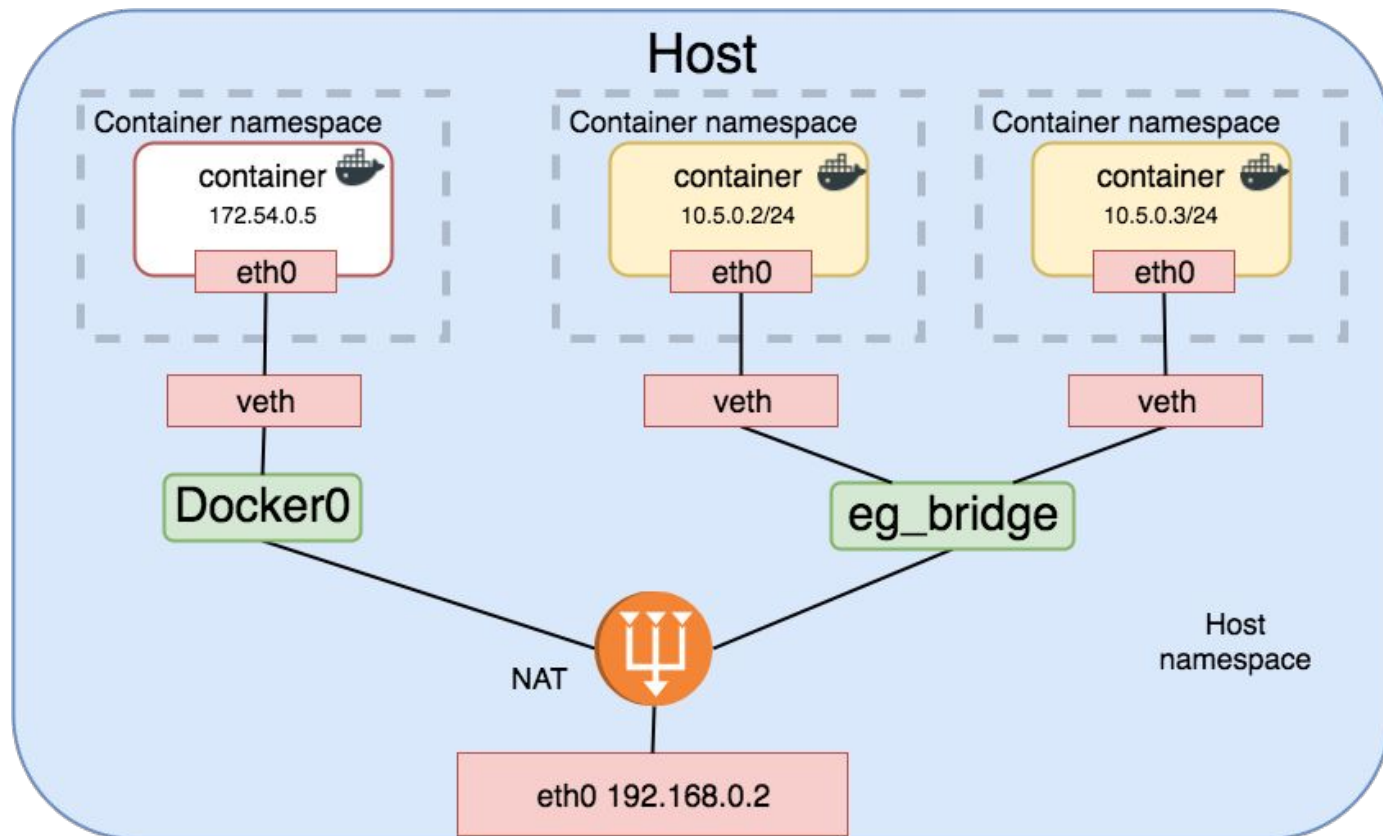 Host
Container namespace
container
172.54.0.5
eth0
veth
Docker0
Container namespace
container
10.5.0.2/24
eth0
veth
Container namespace
container
10.5.0.3/24
eth0
veth
eg_bridge
NAT
Host
namespace
eth0 192.168.0.2